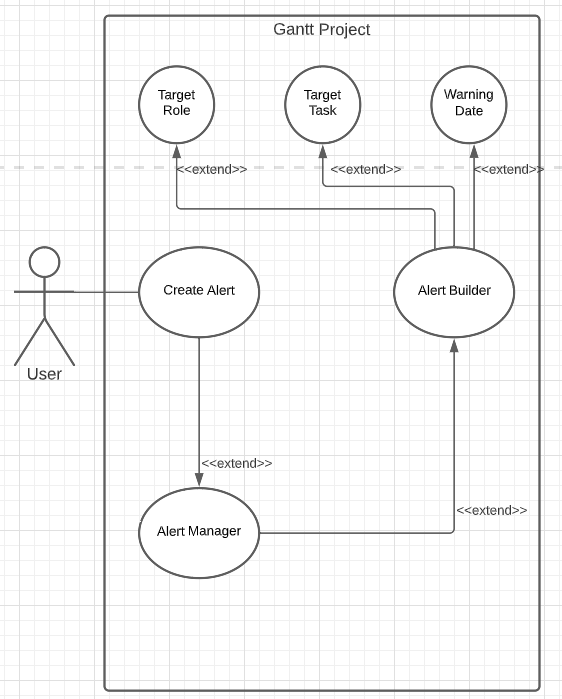 Gantt Project
Target
Role
Target
Task
Warning
Date
<<extend>>
<<extend>>
<<extend>>
Create Alert
Alert Builder
User
<<extend>>
<<extend>>
Alert Manager